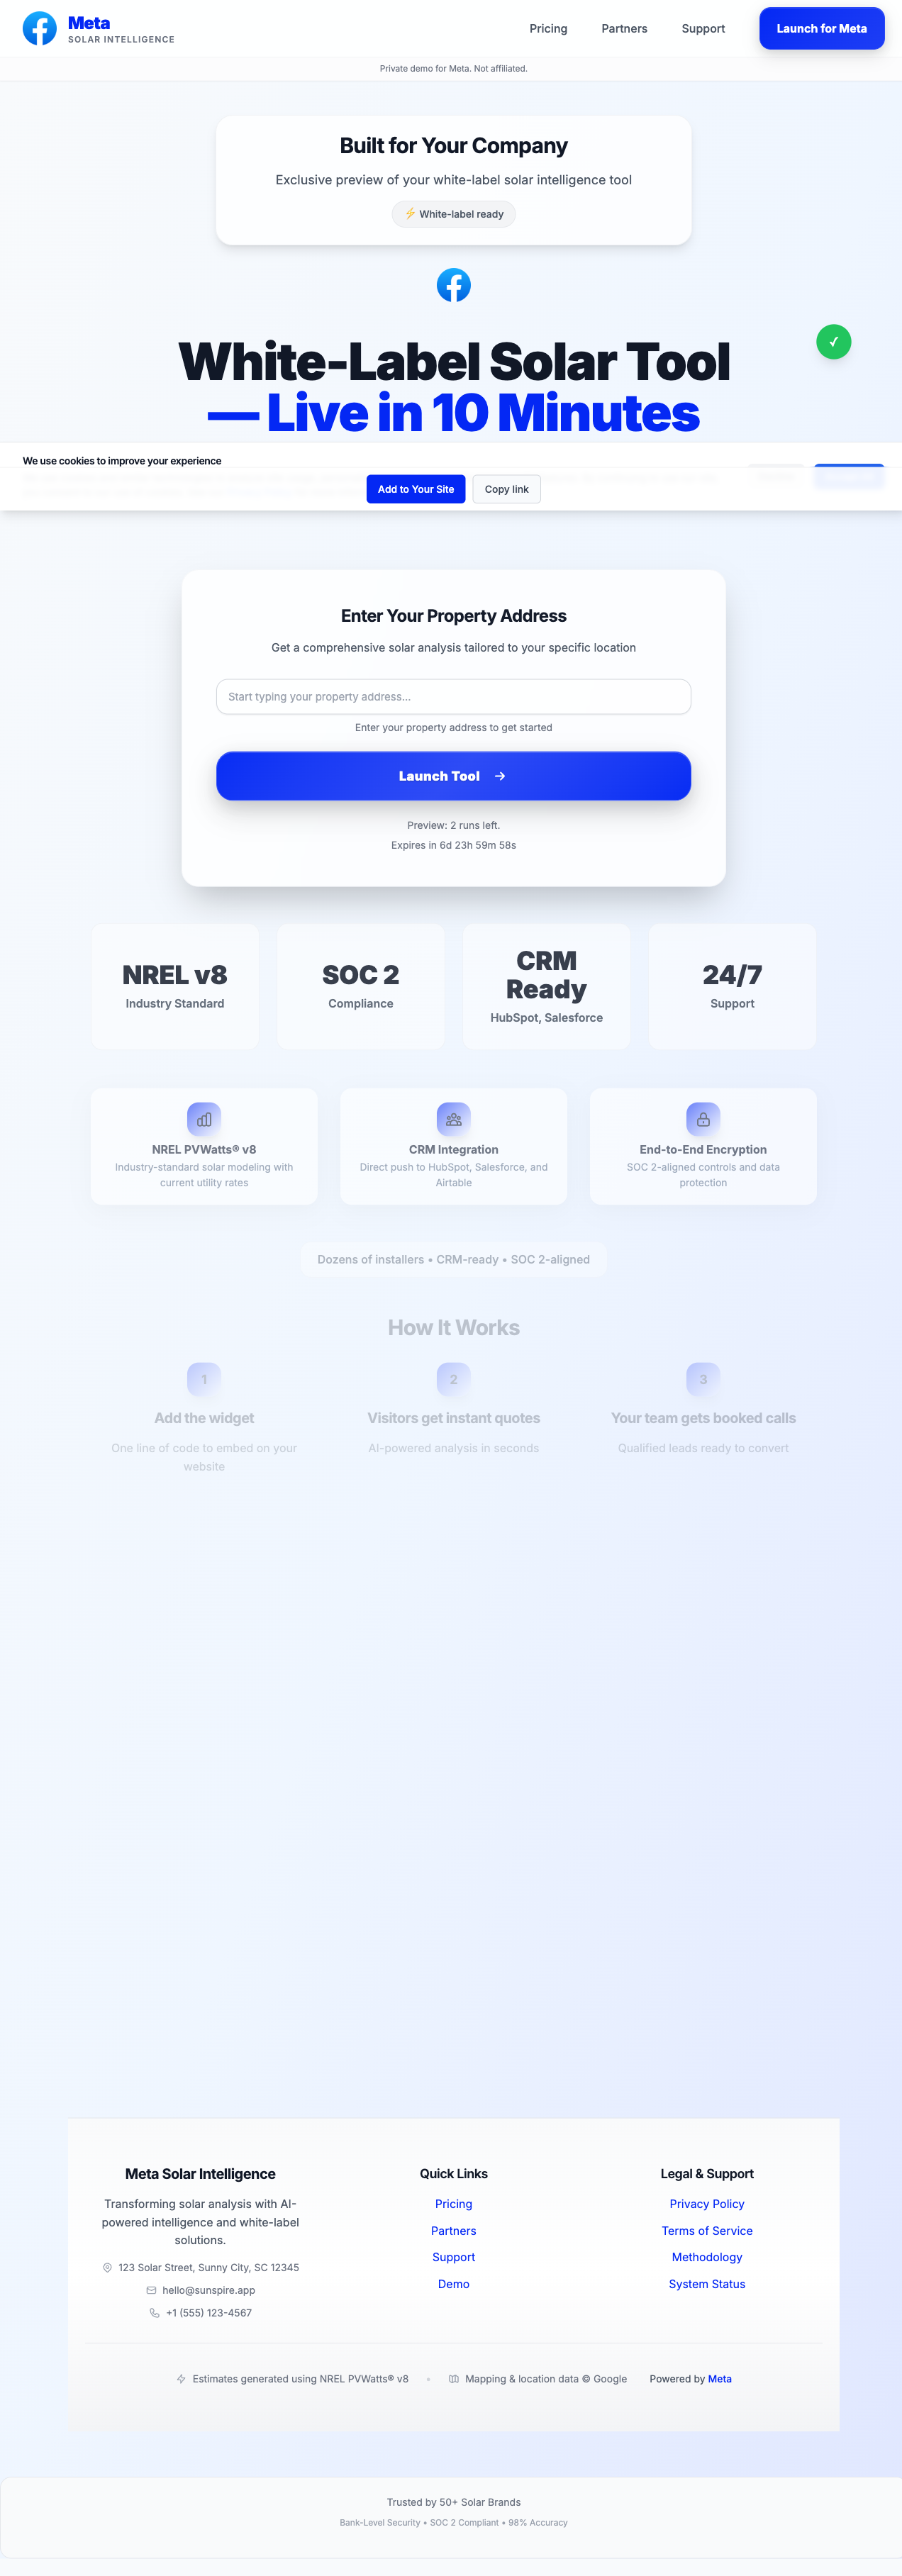 Meta
SOLAR INTELLIGENCE
Pricing
Partners
Support
Launch for Meta
Private demo for Meta. Not affiliated.
Built for Your Company
Exclusive preview of your white-label solar intelligence tool
⚡ White-label ready
✓
White-Label Solar Tool
— Live in 10 Minutes
We use cookies to improve your experience
Add to Your Site
Copy link
Enter Your Property Address
Get a comprehensive solar analysis tailored to your specific location
Start typing your property address...
Enter your property address to get started
Launch Tool →
Preview: 2 runs left.
Expires in 6d 23h 59m 58s
NREL v8
Industry Standard
SOC 2
Compliance
CRM
Ready
HubSpot, Salesforce
24/7
Support
NREL PVWatts® v8
Industry-standard solar modeling with
current utility rates
CRM Integration
Direct push to HubSpot, Salesforce, and
Airtable
End-to-End Encryption
SOC 2-aligned controls and data
protection
Dozens of installers • CRM-ready • SOC 2-aligned
How It Works
1
Add the widget
One line of code to embed on your
website
2
Visitors get instant quotes
AI-powered analysis in seconds
3
Your team gets booked calls
Qualified leads ready to convert
Meta Solar Intelligence
Transforming solar analysis with AI-
powered intelligence and white-label
solutions.
123 Solar Street, Sunny City, SC 12345
hello@sunspire.app
+1 (555) 123-4567
Quick Links
Pricing
Partners
Support
Demo
Legal & Support
Privacy Policy
Terms of Service
Methodology
System Status
Estimates generated using NREL PVWatts® v8
•
Mapping & location data © Google
Powered by Meta
Trusted by 50+ Solar Brands
Bank-Level Security • SOC 2 Compliant • 98% Accuracy